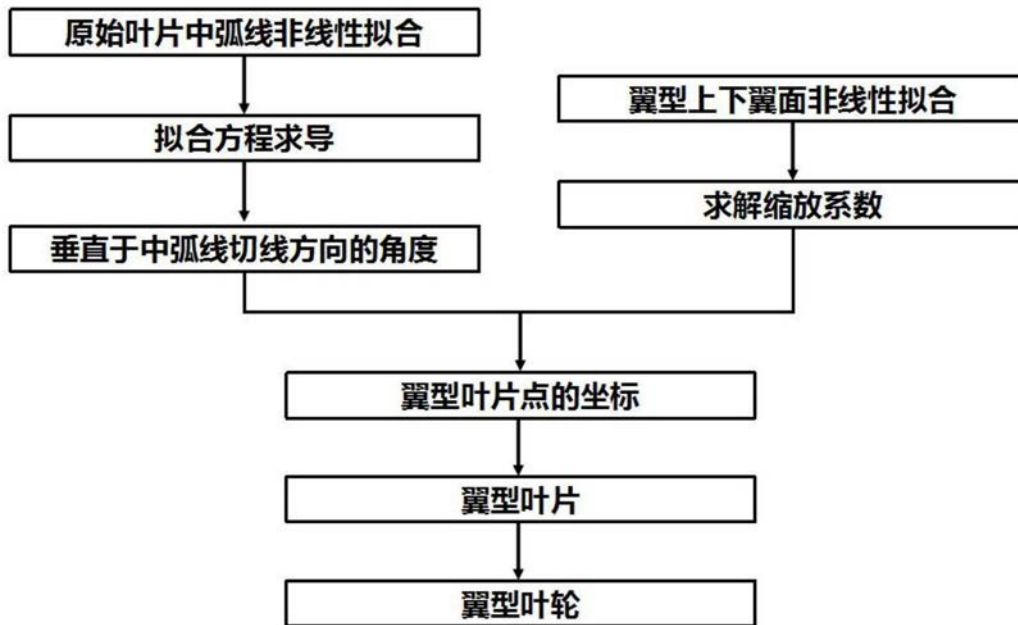 原始叶片中弧线非线性拟合
拟合方程求导
垂直于中弧线切线方向的角度
翼型上下翼面非线性拟合
求解缩放系数
翼型叶片点的坐标
翼型叶片
翼型叶轮